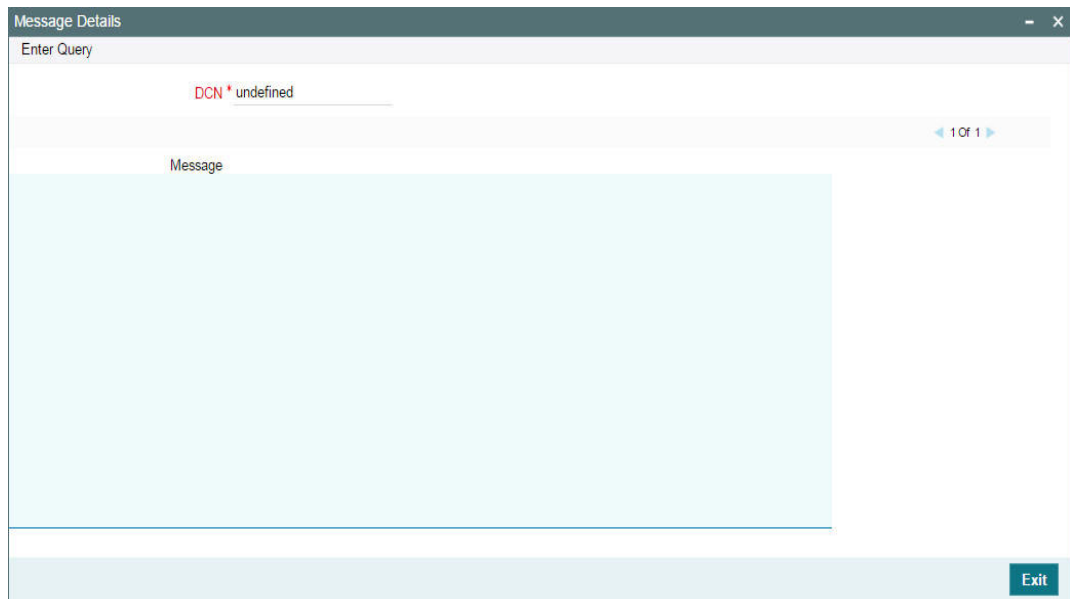 Message Details
Enter Query
DCN * undefined
1 Of 1
Message
Exit